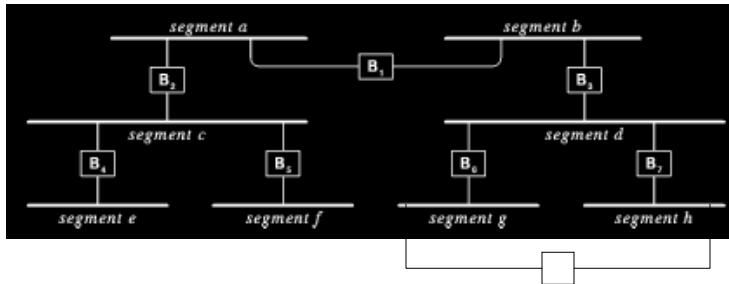 segment a
segment b
B₁
B₂
B₃
segment c
segment d
B₄
B₅
B₆
B₇
segment e
segment f
segment g
segment h